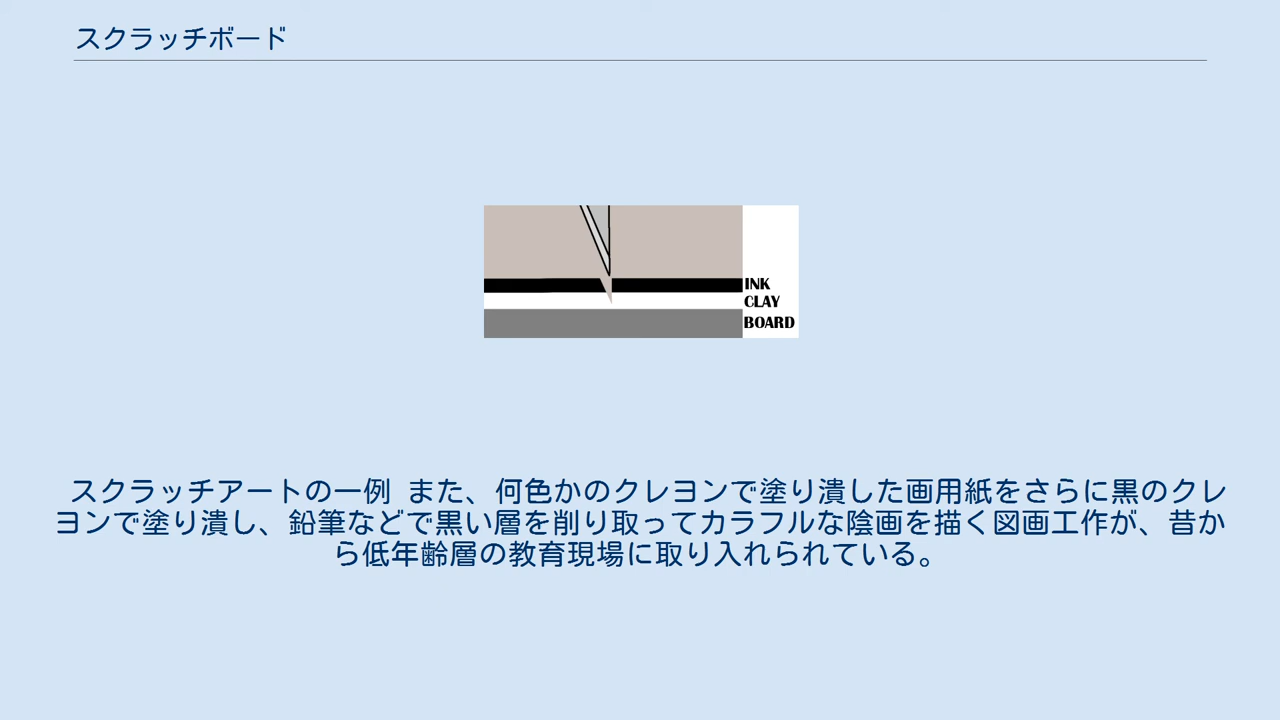 スクラッチボード
INK
CLAY
BOARD
スクラッチアートの一例 また、何色かのクレヨンで塗り潰した画用紙をさらに黒のクレ
ヨンで塗り潰し、鉛筆などで黒い層を削り取ってカラフルな陰画を描く図画工作が、昔か
ら低年齢層の教育現場に取り入れられている。